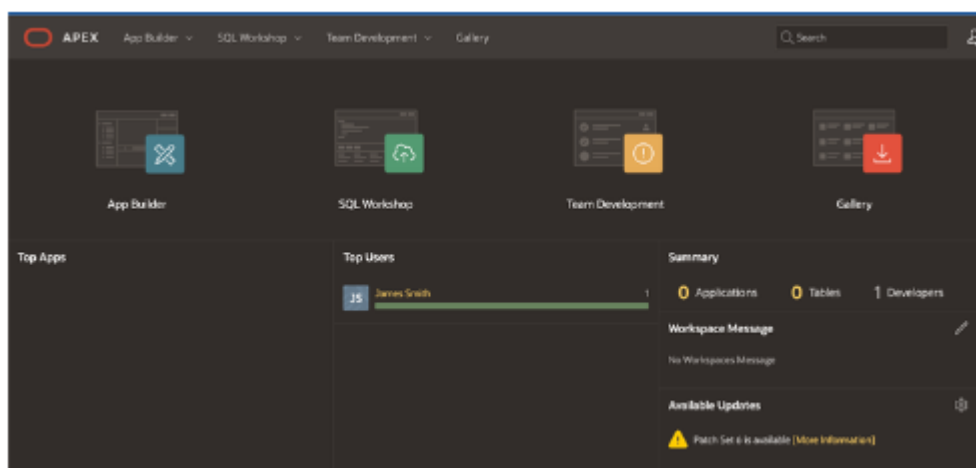 APEX App Builder SQL Workshop Team Development Gallery Search
App Builder SQL Workshop Team Development Gallery
Top Apps
Top Users
JS James Smith 1
Summary
0 Applications 0 Tables 1 Developers
Workspace Message
No Workspaces Message
Available Updates
Patch Set 6 is available [More Information]